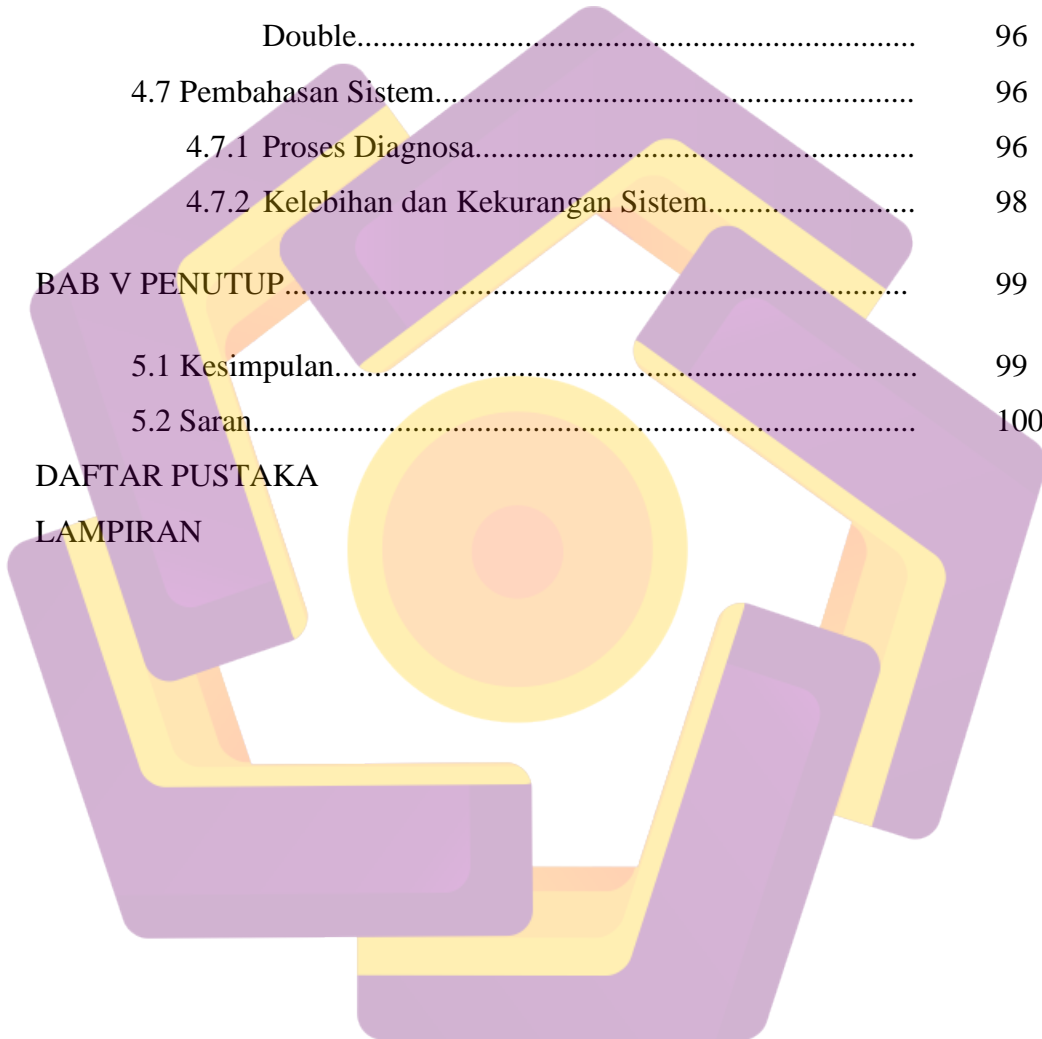 Double...................................................................... 96
4.7 Pembahasan Sistem............................................................ 96
4.7.1 Proses Diagnosa....................................................... 96
4.7.2 Kelebihan dan Kekurangan Sistem.......................... 98
BAB V PENUTUP.............................................................................. 99
5.1 Kesimpulan......................................................................... 99
5.2 Saran................................................................................... 100
DAFTAR PUSTAKA
LAMPIRAN